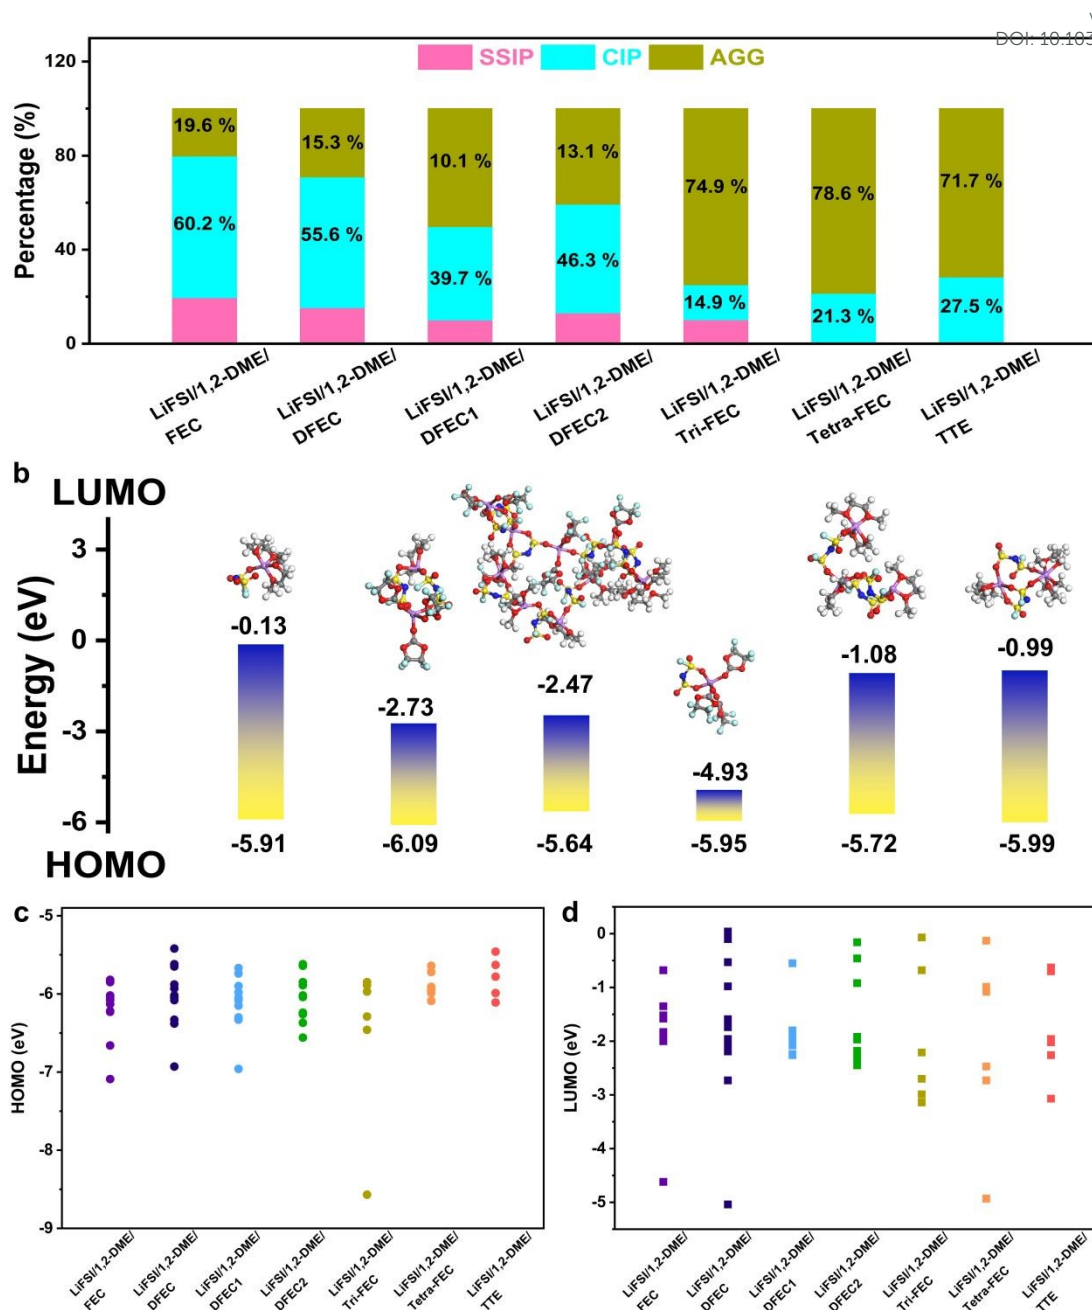 DOI: 10.103
SSIP CIP AGG
Percentage (%)
120
80
40
0
19.6 %
60.2 %
15.3 %
55.6 %
10.1 %
39.7 %
13.1 %
46.3 %
74.9 %
14.9 %
78.6 %
21.3 %
71.7 %
27.5 %
LiFSI/1,2-DME/
FEC
LiFSI/1,2-DME/
DFEC
LiFSI/1,2-DME/
DFEC1
LiFSI/1,2-DME/
DFEC2
LiFSI/1,2-DME/
Tri-FEC
LiFSI/1,2-DME/
Tetra-FEC
LiFSI/1,2-DME/
TTE
b
LUMO
Energy (eV)
3
0
-3
-6
HOMO
-0.13
-5.91
-2.73
-6.09
-2.47
-5.64
-4.93
-5.95
-1.08
-5.72
-0.99
-5.99
c
HOMO (eV)
-5
-6
-7
-8
-9
LiFSI/1,2-DME/
FEC
LiFSI/1,2-DME/
DFEC
LiFSI/1,2-DME/
DFEC1
LiFSI/1,2-DME/
DFEC2
LiFSI/1,2-DME/
Tri-FEC
LiFSI/1,2-DME/
Tetra-FEC
LiFSI/1,2-DME/
TTE
d
LUMO (eV)
0
-1
-2
-3
-4
-5
LiFSI/1,2-DME/
FEC
LiFSI/1,2-DME/
DFEC
LiFSI/1,2-DME/
DFEC1
LiFSI/1,2-DME/
DFEC2
LiFSI/1,2-DME/
Tri-FEC
LiFSI/1,2-DME/
Tetra-FEC
LiFSI/1,2-DME/
TTE